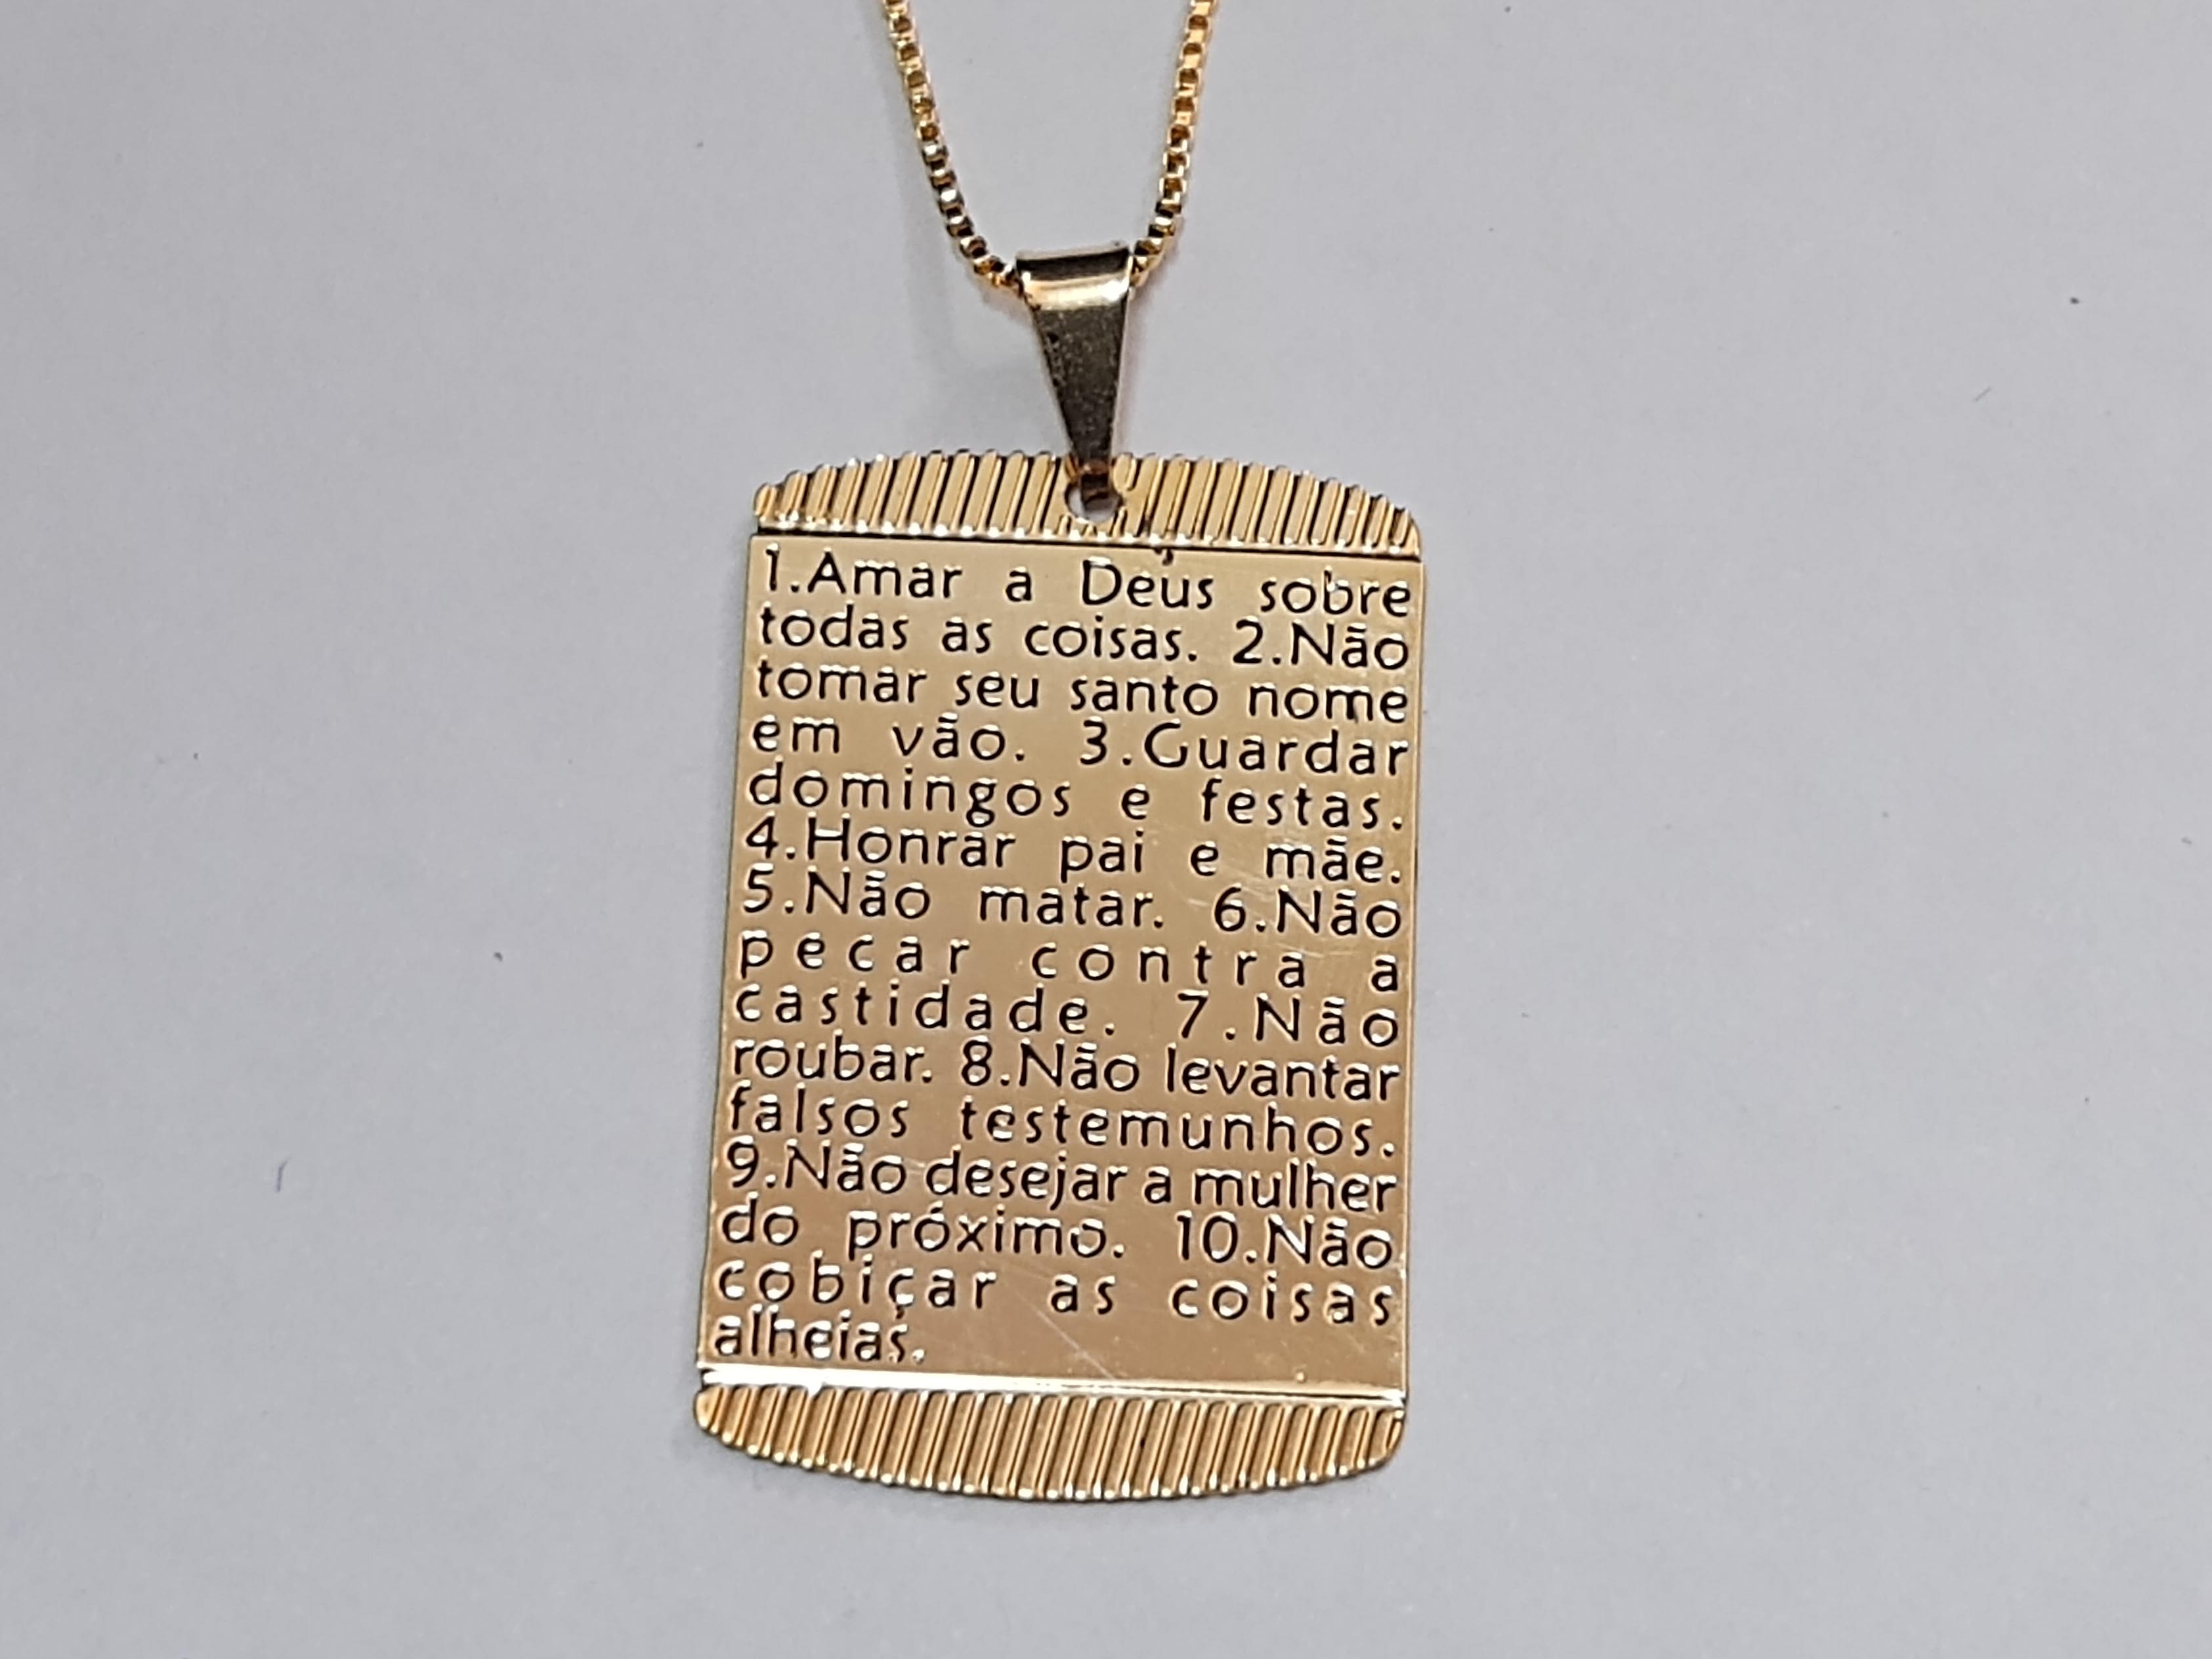 1.Amar a Deus sobre
todas as coisas. 2.Não
tomar seu santo nome
em vão. 3.Guardar
domingos e festas.
4.Honrar pai e mãe.
5.Não matar. 6.Não
pecar contra a
castidade. 7.Não
roubar. 8.Não levantar
falsos testemunhos.
9.Não desejar a mulher
do próximo. 10.Não
cobiçar as coisas
alheias.